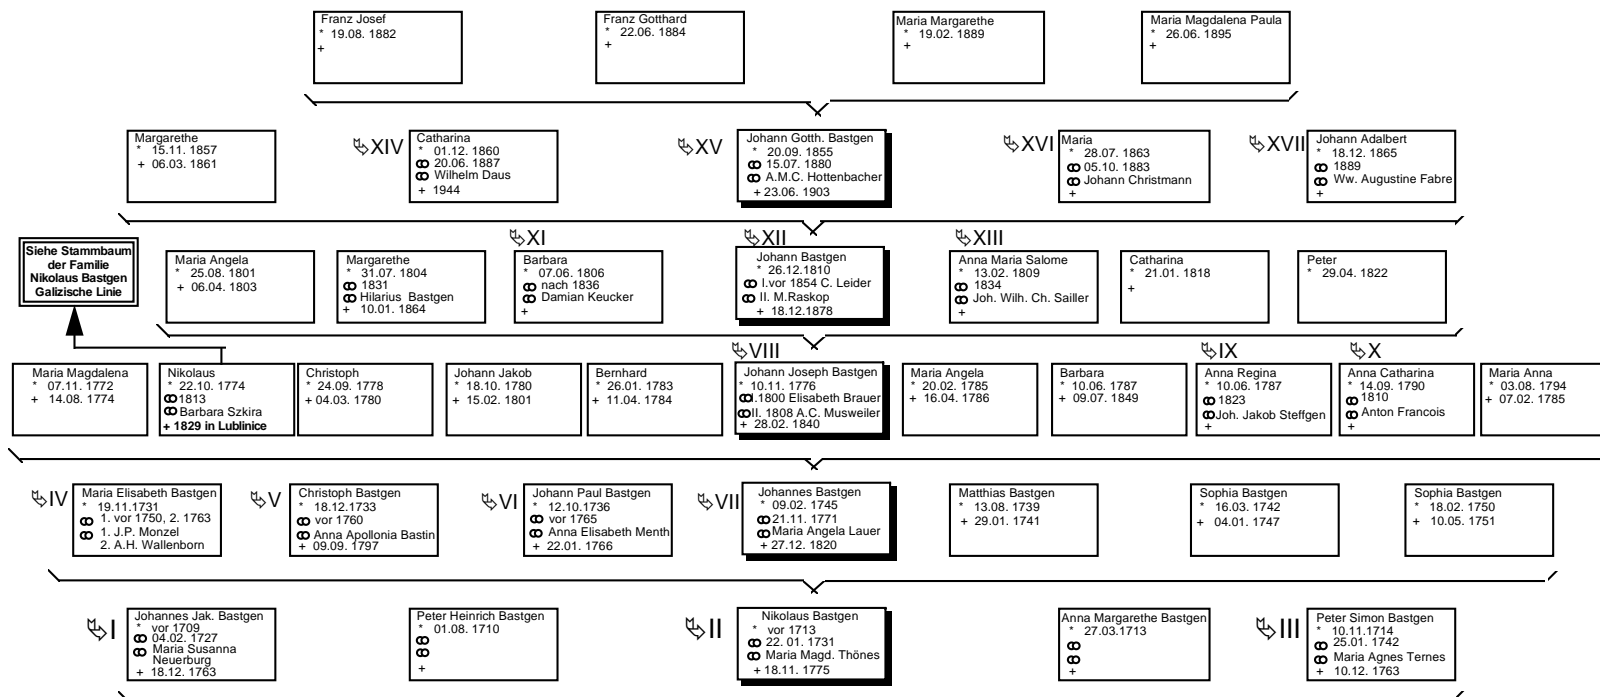 Franz Josef
* 19.08. 1882
+
Franz Gotthard
* 22.06. 1884
+
Maria Margarethe
* 19.02. 1889
+
Maria Magdalena Paula
* 26.06. 1895
+
Margarethe
* 15.11. 1857
+ 06.03. 1861
XIV
Catharina
* 01.12. 1860
⚭ 20.06. 1887
⚭ Wilhelm Daus
+ 1944
XV
Johann Gotth. Bastgen
* 20.09. 1855
⚭ 15.07. 1880
⚭ A.M.C. Hottenbacher
+ 23.06. 1903
XVI
Maria
* 28.07. 1863
⚭ 05.10. 1883
⚭ Johann Christmann
+
XVII
Johann Adalbert
* 18.12. 1865
⚭ 1889
⚭ Ww. Augustine Fabre
+
Siehe Stammbaum
der Familie
Nikolaus Bastgen
Galizische Linie
Maria Angela
* 25.08. 1801
+ 06.04. 1803
Margarethe
* 31.07. 1804
⚭ 1831
⚭ Hilarius Bastgen
+ 10.01. 1864
XI
Barbara
* 07.06. 1806
⚭ nach 1836
⚭ Damian Keucker
+
XII
Johann Bastgen
* 26.12.1810
⚭ I.vor 1854 C. Leider
⚭ II. M.Raskop
+ 18.12.1878
XIII
Anna Maria Salome
* 13.02. 1809
⚭ 1834
⚭ Joh. Wilh. Ch. Sailler
+
Catharina
* 21.01. 1818
+
Peter
* 29.04. 1822
Maria Magdalena
* 07.11. 1772
+ 14.08. 1774
Nikolaus
* 22.10. 1774
⚭ 1813
⚭ Barbara Szkira
+ 1829 in Lublinice
Christoph
* 24.09. 1778
+ 04.03. 1780
Johann Jakob
* 18.10. 1780
+ 15.02. 1801
Bernhard
* 26.01. 1783
+ 11.04. 1784
VIII
Johann Joseph Bastgen
* 10.11. 1776
⚭ I.1800 Elisabeth Brauer
⚭ II. 1808 A.C. Musweiler
+ 28.02. 1840
Maria Angela
* 20.02. 1785
+ 16.04. 1786
Barbara
* 10.06. 1787
+ 09.07. 1849
IX
Anna Regina
* 10.06. 1787
⚭ 1823
⚭ Joh. Jakob Steffgen
+
X
Anna Catharina
* 14.09. 1790
⚭ 1810
⚭ Anton Francois
+
Maria Anna
* 03.08. 1794
+ 07.02. 1785
IV
Maria Elisabeth Bastgen
* 19.11.1731
⚭ 1. vor 1750, 2. 1763
⚭ 1. J.P. Monzel
2. A.H. Wallenborn
V
Christoph Bastgen
* 18.12.1733
⚭ vor 1760
⚭ Anna Apollonia Bastin
+ 09.09. 1797
VI
Johann Paul Bastgen
* 12.10.1736
⚭ vor 1765
⚭ Anna Elisabeth Menth
+ 22.01. 1766
VII
Johannes Bastgen
* 09.02. 1745
⚭ 21.11. 1771
⚭ Maria Angela Lauer
+ 27.12. 1820
Matthias Bastgen
* 13.08. 1739
+ 29.01. 1741
Sophia Bastgen
* 16.03. 1742
+ 04.01. 1747
Sophia Bastgen
* 18.02. 1750
+ 10.05. 1751
I
Johannes Jak. Bastgen
* vor 1709
⚭ 04.02. 1727
⚭ Maria Susanna
Neuerburg
+ 18.12. 1763
Peter Heinrich Bastgen
* 01.08. 1710
⚭
⚭
+
II
Nikolaus Bastgen
* vor 1713
⚭ 22. 01. 1731
⚭ Maria Magd. Thönes
+ 18.11. 1775
Anna Margarethe Bastgen
* 27.03.1713
⚭
⚭
+
III
Peter Simon Bastgen
* 10.11.1714
⚭ 25.01. 1742
⚭ Maria Agnes Ternes
+ 10.12. 1763